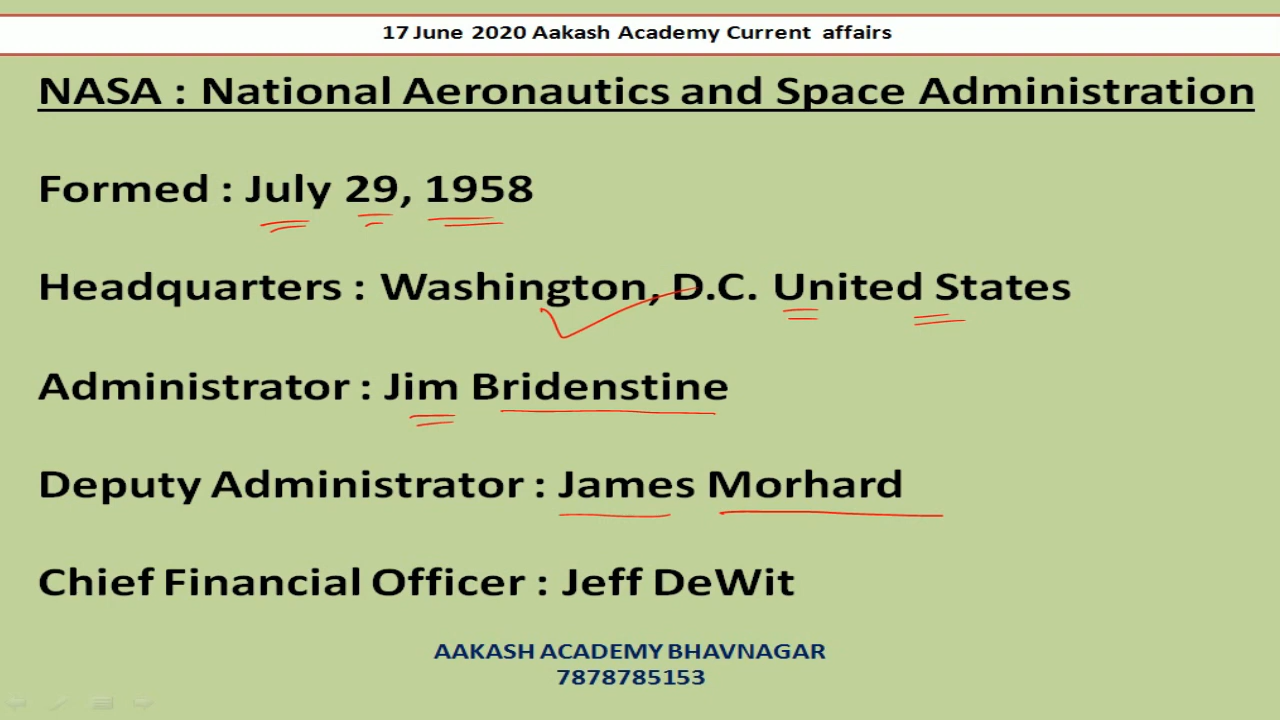 17 June 2020 Aakash Academy Current affairs
NASA : National Aeronautics and Space Administration
Formed : July 29, 1958
Headquarters : Washington, D.C. United States
Administrator : Jim Bridenstine
Deputy Administrator : James Morhard
Chief Financial Officer : Jeff DeWit
AAKASH ACADEMY BHAVNAGAR
7878785153